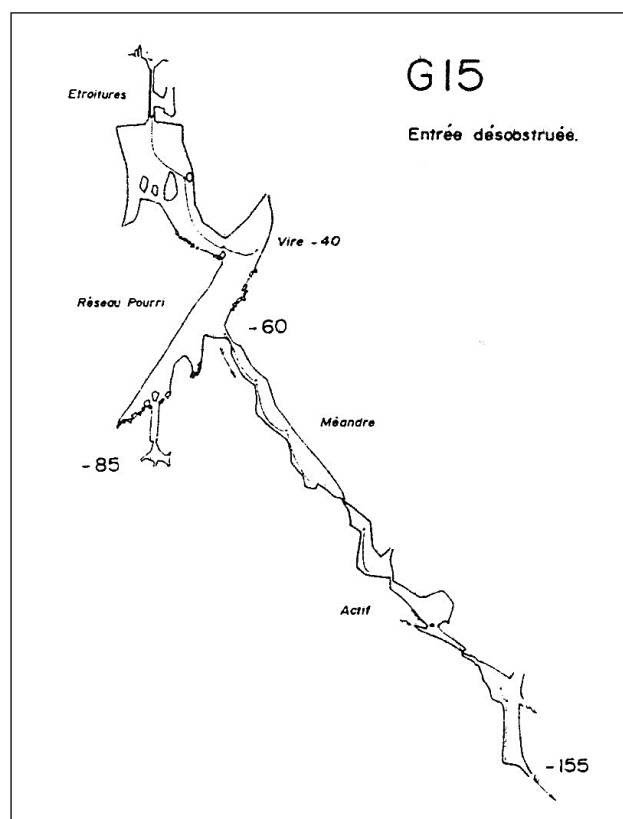 G15
Etroitures
Entrée désobstruée.
Vire -40
Réseau Pourri
-60
Méandre
-85
Actif
-155